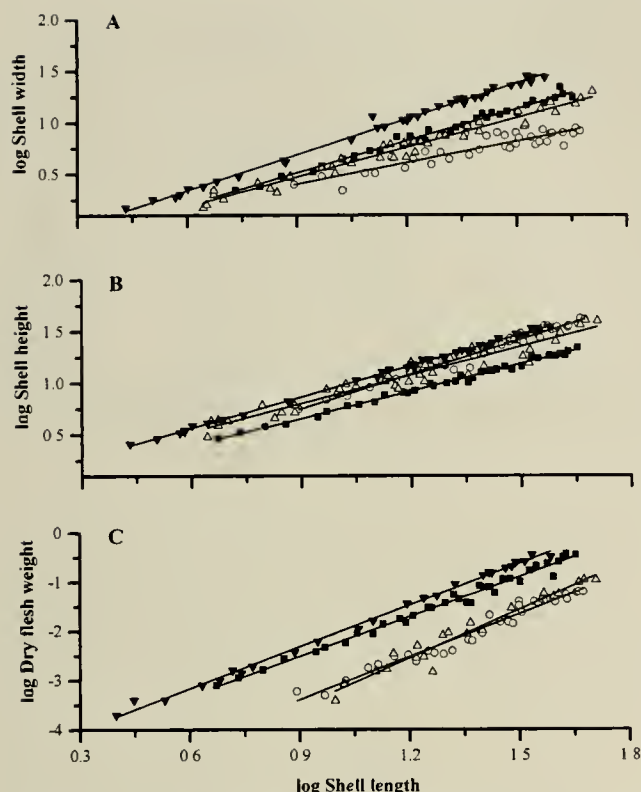 A
log Shell width
2.0
1 5
1.0
0.5
B
log Shell height
2.0
1.5
1.0
0 5
C
log Dry flesh weight
0
-1
-2
-3
-4
0.3
0 6
0 9
1.2
1.5
1 8
log Shell length